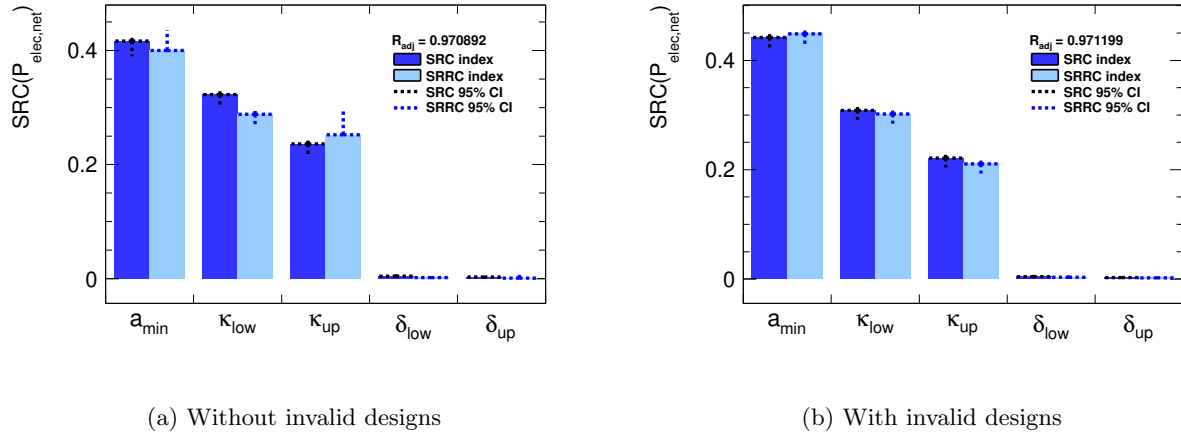 SRC(P_elec,net)
0.4
0.2
0
R_adj = 0.970892
SRC index
SRRC index
SRC 95% CI
SRRC 95% CI
a_min
κ_low
κ_up
δ_low
δ_up
(a) Without invalid designs
SRC(P_elec,net)
0.4
0.2
0
R_adj = 0.971199
SRC index
SRRC index
SRC 95% CI
SRRC 95% CI
a_min
κ_low
κ_up
δ_low
δ_up
(b) With invalid designs